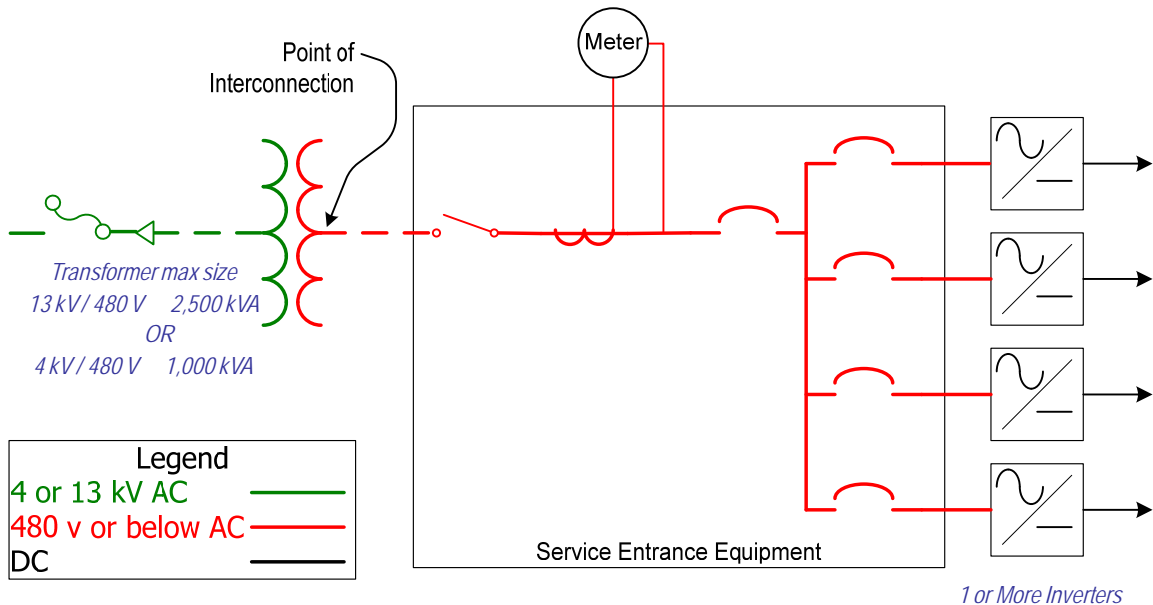 Point of
Interconnection
Meter
Transformer max size
13 kV / 480 V 2,500 kVA
OR
4 kV / 480 V 1,000 kVA
Legend
4 or 13 kV AC
480 v or below AC
DC
Service Entrance Equipment
1 or More Inverters